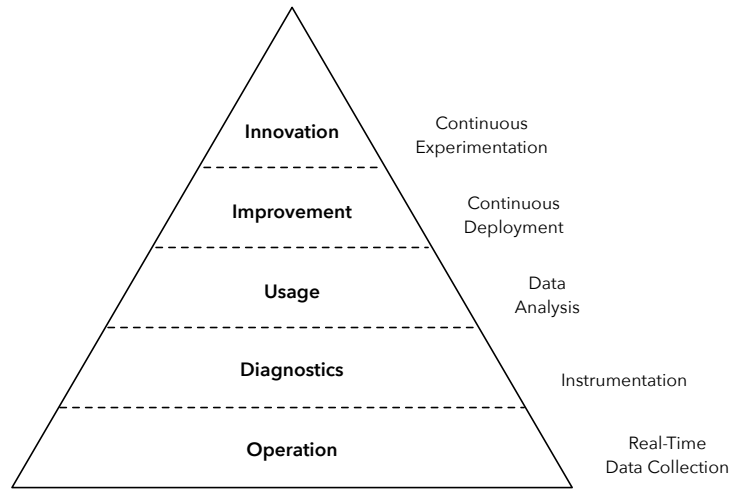 Innovation
Continuous
Experimentation
Improvement
Continuous
Deployment
Usage
Data
Analysis
Diagnostics
Instrumentation
Operation
Real-Time
Data Collection